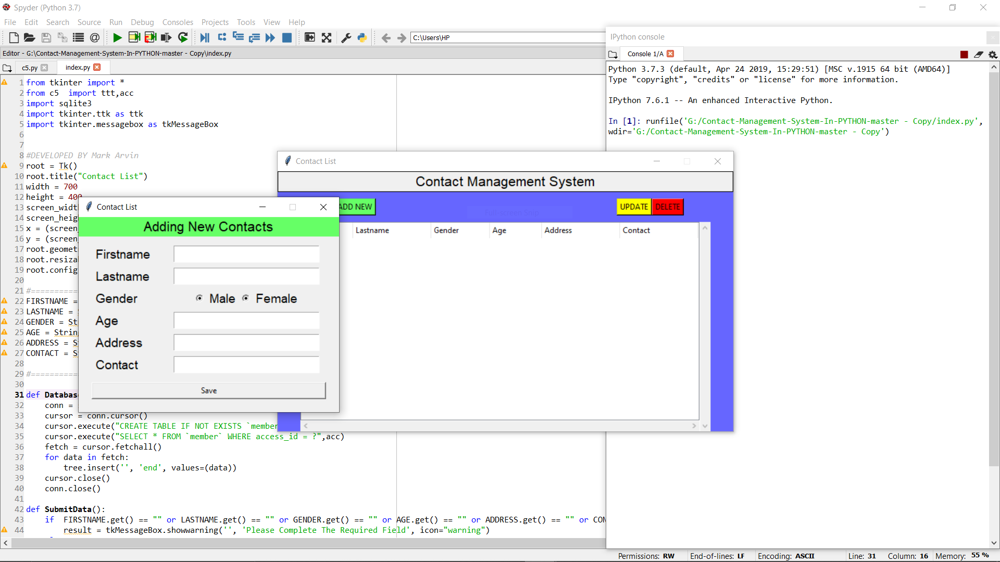 Spyder (Python 3.7)
File Edit Search Source Run Debug Consoles Projects Tools View Help
C:\Users\HP
Editor - G:\Contact-Management-System-In-PYTHON-master - Copy\index.py
c5.py index.py
1 from tkinter import *
2 from c5  import ttt,acc
3 import sqlite3
4 import tkinter.ttk as ttk
5 import tkinter.messagebox as tkMessageBox
6
7
8 #DEVELOPED BY Mark Arvin
9 root = Tk()
10 root.title("Contact List")
11 width = 700
12 height = 400
13 screen_widt
14 screen_heig
15 x = (screen
16 y = (screen
17 root.geomet
18 root.resiza
19 root.config
20
21 #==========
22 FIRSTNAME =
23 LASTNAME =
24 GENDER = St
25 AGE = Strin
26 ADDRESS = S
27 CONTACT = S
28
29 #==========
30
31 def Databas
32     conn =
33     cursor = conn.cursor()
34     cursor.execute("CREATE TABLE IF NOT EXISTS `member
35     cursor.execute("SELECT * FROM `member` WHERE access_id = ?",acc)
36     fetch = cursor.fetchall()
37     for data in fetch:
38         tree.insert('', 'end', values=(data))
39     cursor.close()
40     conn.close()
41
42 def SubmitData():
43     if  FIRSTNAME.get() == "" or LASTNAME.get() == "" or GENDER.get() == "" or AGE.get() == "" or ADDRESS.get() == "" or CON
44         result = tkMessageBox.showwarning('', 'Please Complete The Required Field', icon="warning")
Contact List
Adding New Contacts
Firstname
Lastname
Gender Male Female
Age
Address
Contact
Save
Contact List
Contact Management System
ADD NEW UPDATE DELETE
Full-screen Snip
Lastname Gender Age Address Contact
IPython console
Console 1/A
Python 3.7.3 (default, Apr 24 2019, 15:29:51) [MSC v.1915 64 bit (AMD64)]
Type "copyright", "credits" or "license" for more information.
IPython 7.6.1 -- An enhanced Interactive Python.
In [1]: runfile('G:/Contact-Management-System-In-PYTHON-master - Copy/index.py',
wdir='G:/Contact-Management-System-In-PYTHON-master - Copy')
Permissions: RW End-of-lines: LF Encoding: ASCII Line: 31 Column: 16 Memory: 55 %